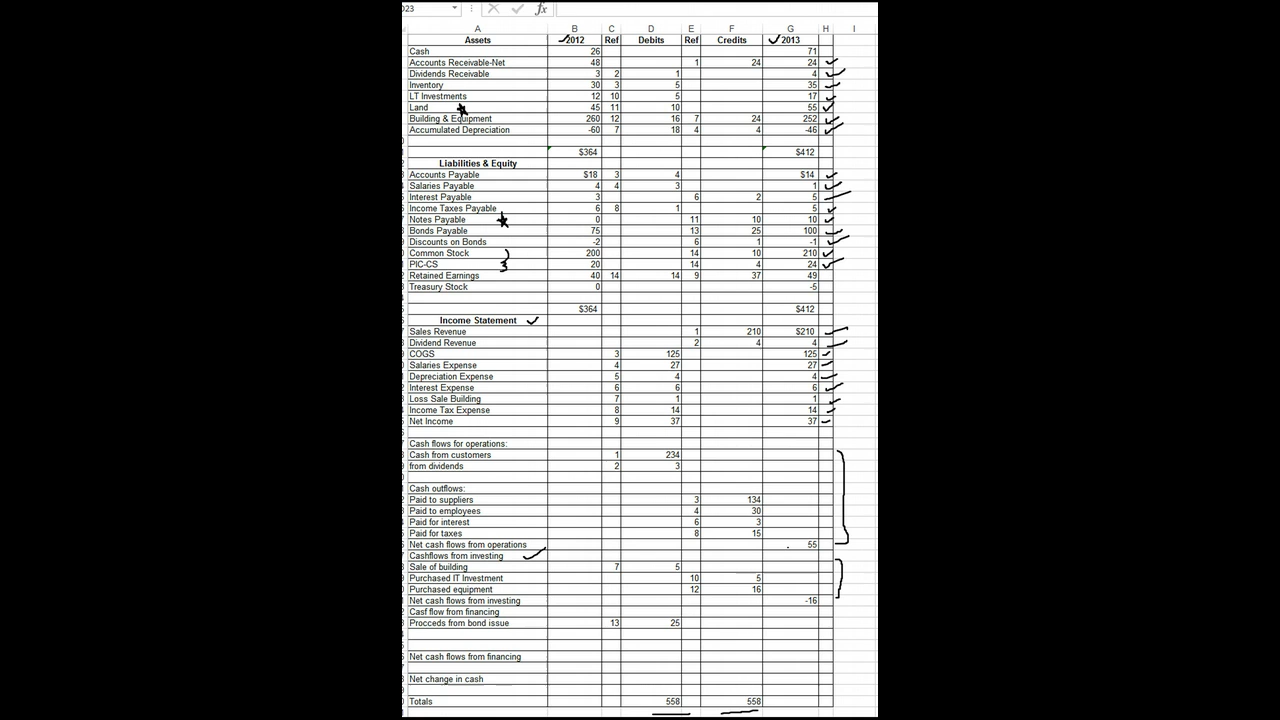 D23 fx
A B C D E F G H I
Assets 2012 Ref Debits Ref Credits 2013
Cash 26 71
Accounts Receivable-Net 48 1 24 24
Dividends Receivable 3 2 1 4
Inventory 30 3 5 35
LT Investments 12 10 5 17
Land 45 11 10 55
Building & Equipment 260 12 16 7 24 252
Accumulated Depreciation -60 7 18 4 4 -46
$364 $412
Liabilities & Equity
Accounts Payable $18 3 4 $14
Salaries Payable 4 4 3 1
Interest Payable 3 6 2 5
Income Taxes Payable 6 8 1 5
Notes Payable 0 11 10 10
Bonds Payable 75 13 25 100
Discounts on Bonds -2 6 1 -1
Common Stock 200 14 10 210
PIC-CS 20 14 4 24
Retained Earnings 40 14 14 9 37 49
Treasury Stock 0 -5
$364 $412
Income Statement
Sales Revenue 1 210 $210
Dividend Revenue 2 4 4
COGS 3 125 125
Salaries Expense 4 27 27
Depreciation Expense 5 4 4
Interest Expense 6 6 6
Loss Sale Building 7 1 1
Income Tax Expense 8 14 14
Net Income 9 37 37
Cash flows for operations:
Cash from customers 1 234
from dividends 2 3
Cash outflows:
Paid to suppliers 3 134
Paid to employees 4 30
Paid for interest 6 3
Paid for taxes 8 15
Net cash flows from operations 55
Cashflows from investing
Sale of building 7 5
Purchased IT Investment 10 5
Purchased equipment 12 16
Net cash flows from investing -16
Casf flow from financing
Procceds from bond issue 13 25
Net cash flows from financing
Net change in cash
Totals 558 558